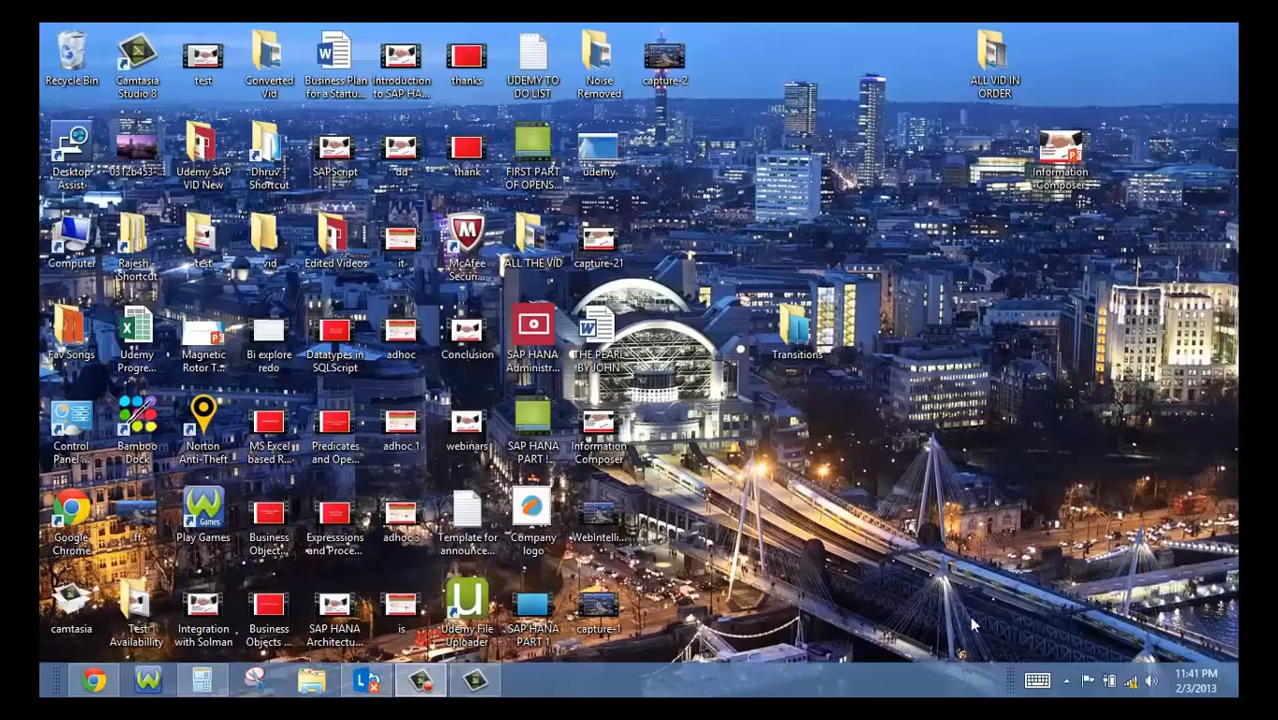 Recycle Bin
Camtasia
Studio 8
test
Converted
Vid
Business Plan
for a Startu...
Introduction
to SAP HA...
thanks
UDEMY TO
DO LIST
Noise
Removed
capture-2
ALL VID IN
ORDER
Desktop
Assist
0312b453-...
Udemy SAP
VID New
Dhruv -
Shortcut
SAPScript
dd
thank
FIRST PART
OF OPENS...
udemy
Information
Composer
Computer
Rajesh -
Shortcut
test
vid
Edited Videos
it
McAfee
Securi...
ALL THE VID
capture-21
Fav Songs
Udemy
Progre...
Magnetic
Rotor T...
Bi explore
redo
Datatypes in
SQLScript
adhoc
Conclusion
SAP HANA
Administr...
THE PEARL
BY JOHN
Transitions
Control
Panel ...
Bamboo
Dock
Norton
Anti-Theft
MS Excel
based R...
Predicates
and Ope...
adhoc 1
webinars
SAP HANA
PART !
Information
Composer
Google
Chrome
ff
Games
Play Games
Business
Object...
Expresssions
and Proce...
adhoc 3
Template for
announce...
Company
logo
WebIntelli...
camtasia
Test
Availabillity
Integration
with Solman
Business
Objects ...
SAP HANA
Architectu...
is
Udemy File
Uploader
SAP HANA
PART !
capture-1
11:41 PM
2/3/2013